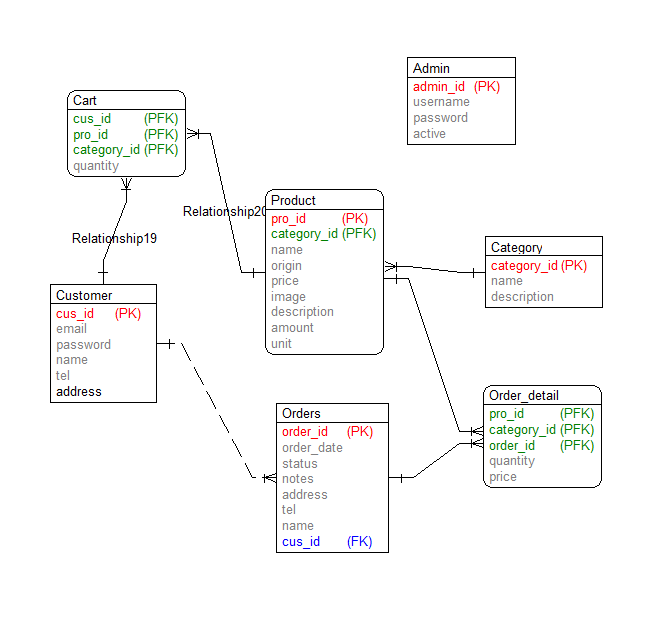 Admin
admin_id (PK)
username
password
active
Cart
cus_id (PFK)
pro_id (PFK)
category_id (PFK)
quantity
Relationship20
Relationship19
Product
pro_id (PK)
category_id (PFK)
name
origin
price
image
description
amount
unit
Category
category_id (PK)
name
description
Customer
cus_id (PK)
email
password
name
tel
address
Orders
order_id (PK)
order_date
status
notes
address
tel
name
cus_id (FK)
Order_detail
pro_id (PFK)
category_id (PFK)
order_id (PFK)
quantity
price